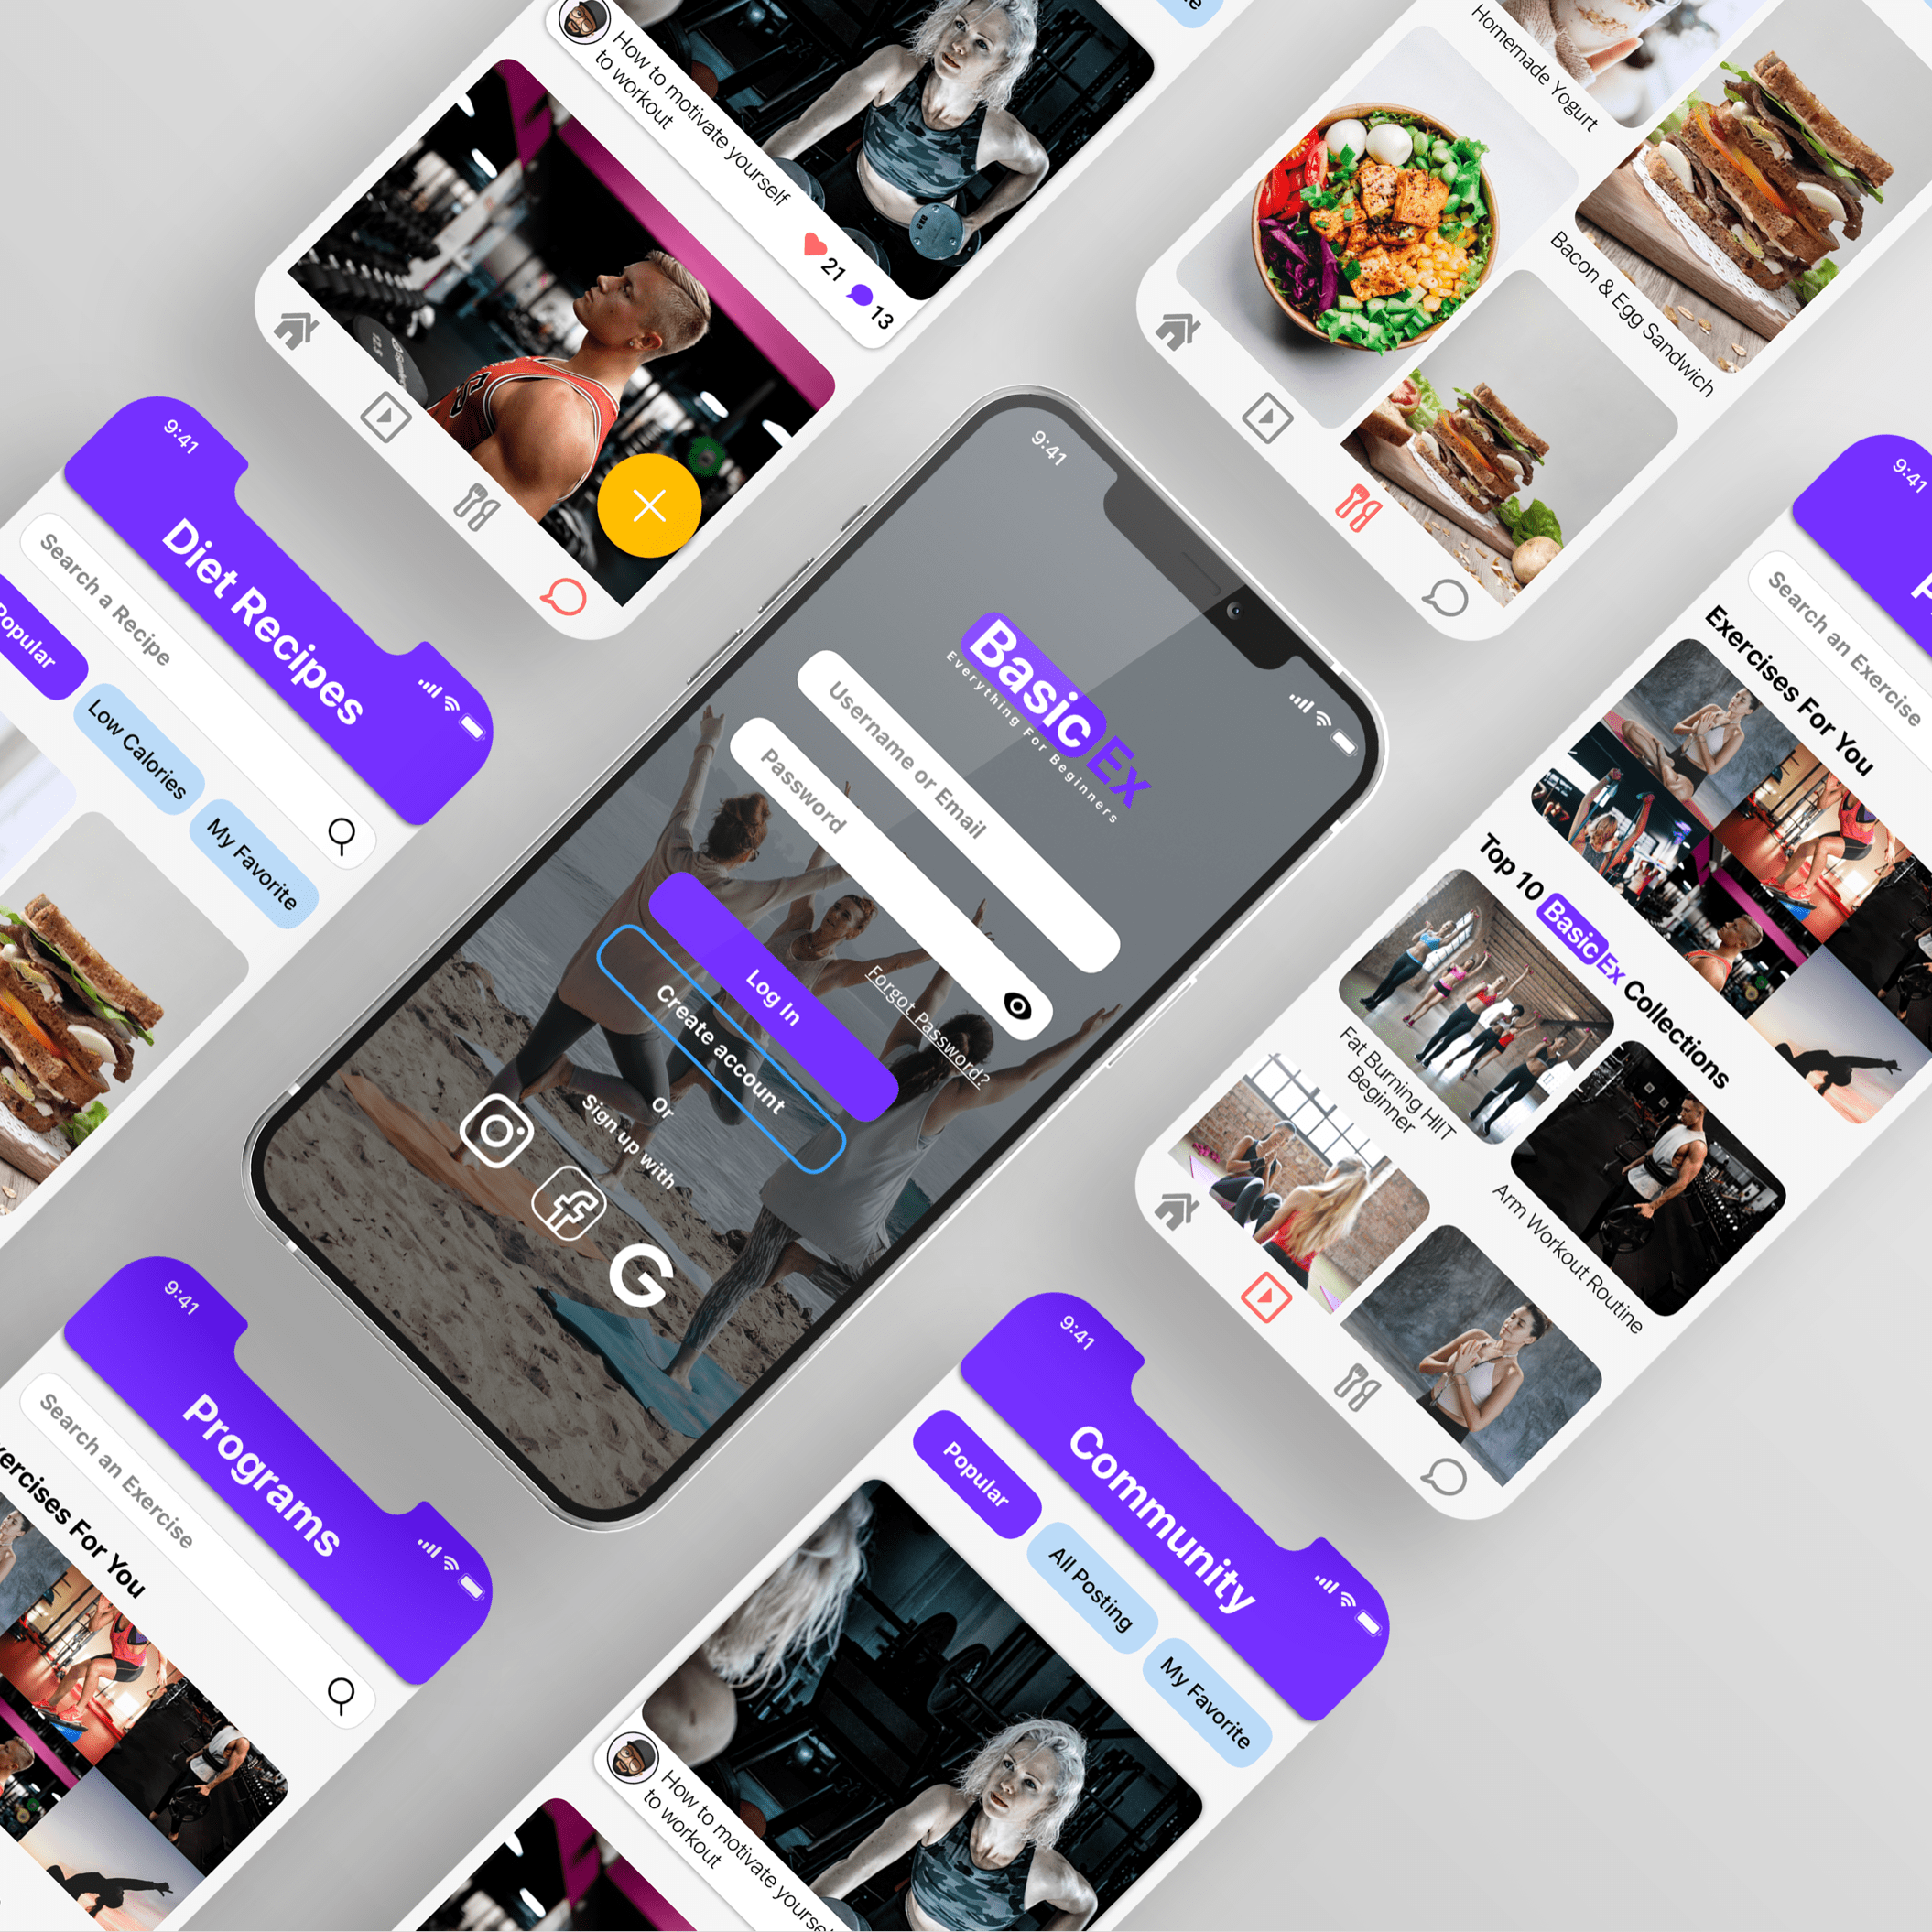 How to motivate yourself
to workout
21
13
Homemade Yogurt
Bacon & Egg Sandwich
9:41
Diet Recipes
Search a Recipe
Popular
Low Calories
My Favorite
9:41
BasicEx
Everything For Beginners
Username or Email
Password
Forgot Password?
Log In
Create account
Or
Sign up with
9:41
Search an Exercise
Exercises For You
Top 10 BasicEx Collections
Fat Burning HIIT
Beginner
Arm Workout Routine
9:41
Programs
Search an Exercise
ercises For You
9:41
Community
Popular
All Posting
My Favorite
How to motivate yourse
to workout